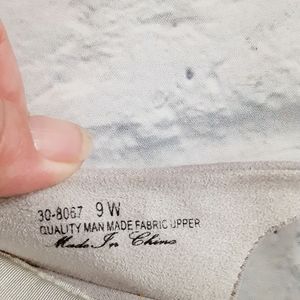 30-8067 9 W
QUALITY MAN MADE FABRIC UPPER
Made In China